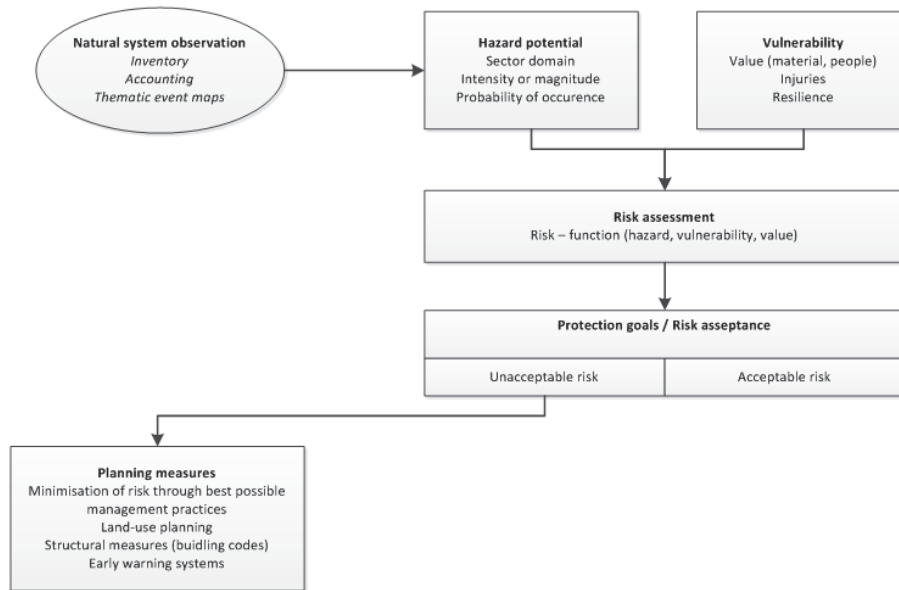 Natural system observation
Inventory
Accounting
Thematic event maps
Hazard potential
Sector domain
Intensity or magnitude
Probability of occurence
Vulnerability
Value (material, people)
Injuries
Resilience
Risk assessment
Risk – function (hazard, vulnerability, value)
Protection goals / Risk aseptance
Unacceptable risk
Acceptable risk
Planning measures
Minimisation of risk through best possible
management practices
Land-use planning
Structural measures (buidling codes)
Early warning systems